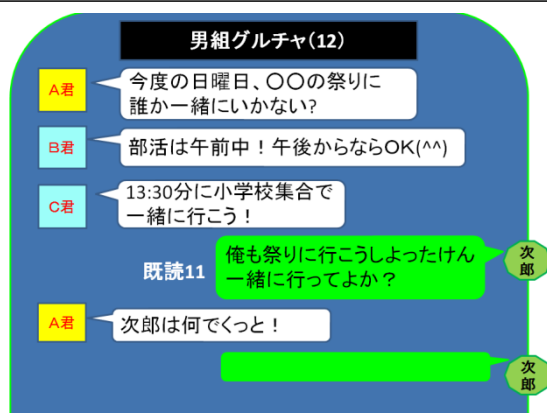 男組グルチャ(12)
A君
今度の日曜日、〇〇の祭りに
誰か一緒にいかない?
B君
部活は午前中！午後からならOK(^^)
C君
13:30分に小学校集合で
一緒に行こう！
俺も祭りに行こうしよったけん
一緒に行ってよか？
次郎
既読11
A君
次郎は何でくっと！
次郎